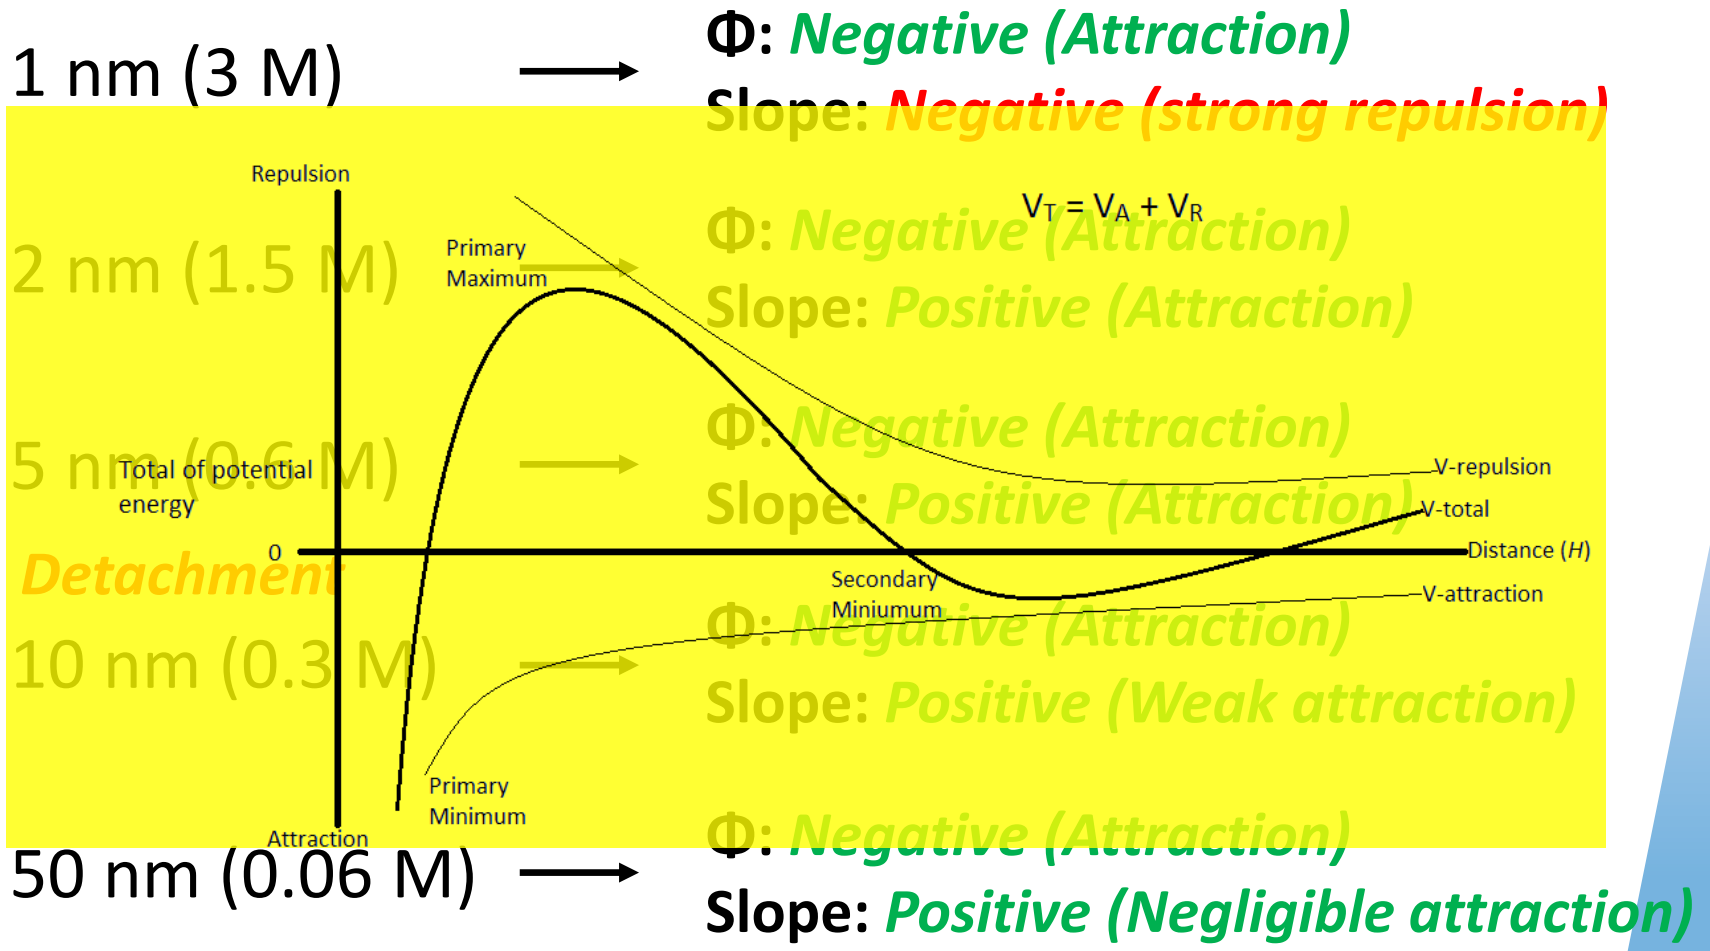 Φ: Negative (Attraction)
1 nm (3 M)
Slope: Negative (strong repulsion)
Repulsion
V_T = V_A + V_R
Φ: Negative (Attraction)
Primary
Maximum
2 nm (1.5 M)
Slope: Positive (Attraction)
Φ: Negative (Attraction)
5 nm (0.6 M)
Total of potential
energy
V-repulsion
Slope: Positive (Attraction)
V-total
0
Distance (H)
Detachment
Secondary
Miniumum
V-attraction
Φ: Negative (Attraction)
10 nm (0.3 M)
Slope: Positive (Weak attraction)
Primary
Minimum
Attraction
Φ: Negative (Attraction)
50 nm (0.06 M)
Slope: Positive (Negligible attraction)